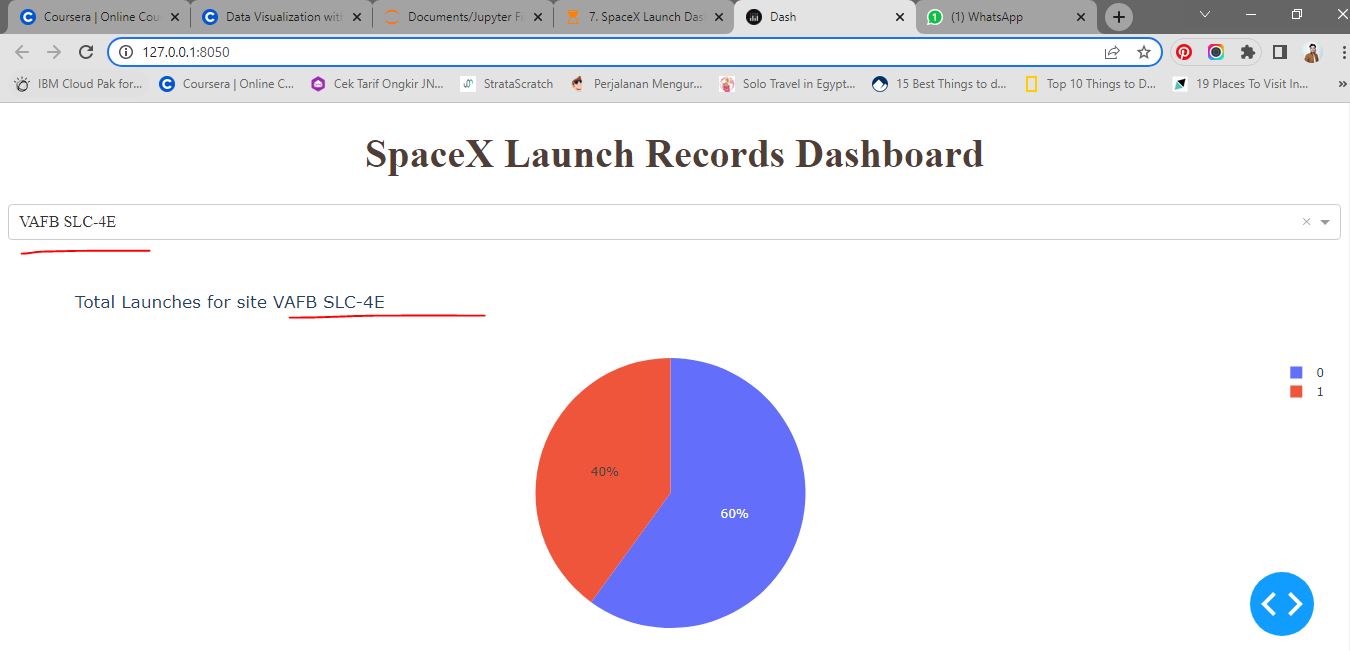 Coursera | Online Cou
Data Visualization with
Documents/Jupyter F
7. SpaceX Launch Das
Dash
(1) WhatsApp
127.0.0.1:8050
IBM Cloud Pak for...
Coursera | Online C...
Cek Tarif Ongkir JN...
StrataScratch
Perjalanan Mengur...
Solo Travel in Egypt...
15 Best Things to d...
Top 10 Things to D...
19 Places To Visit In...
SpaceX Launch Records Dashboard
VAFB SLC-4E
Total Launches for site VAFB SLC-4E
0
1
40%
60%